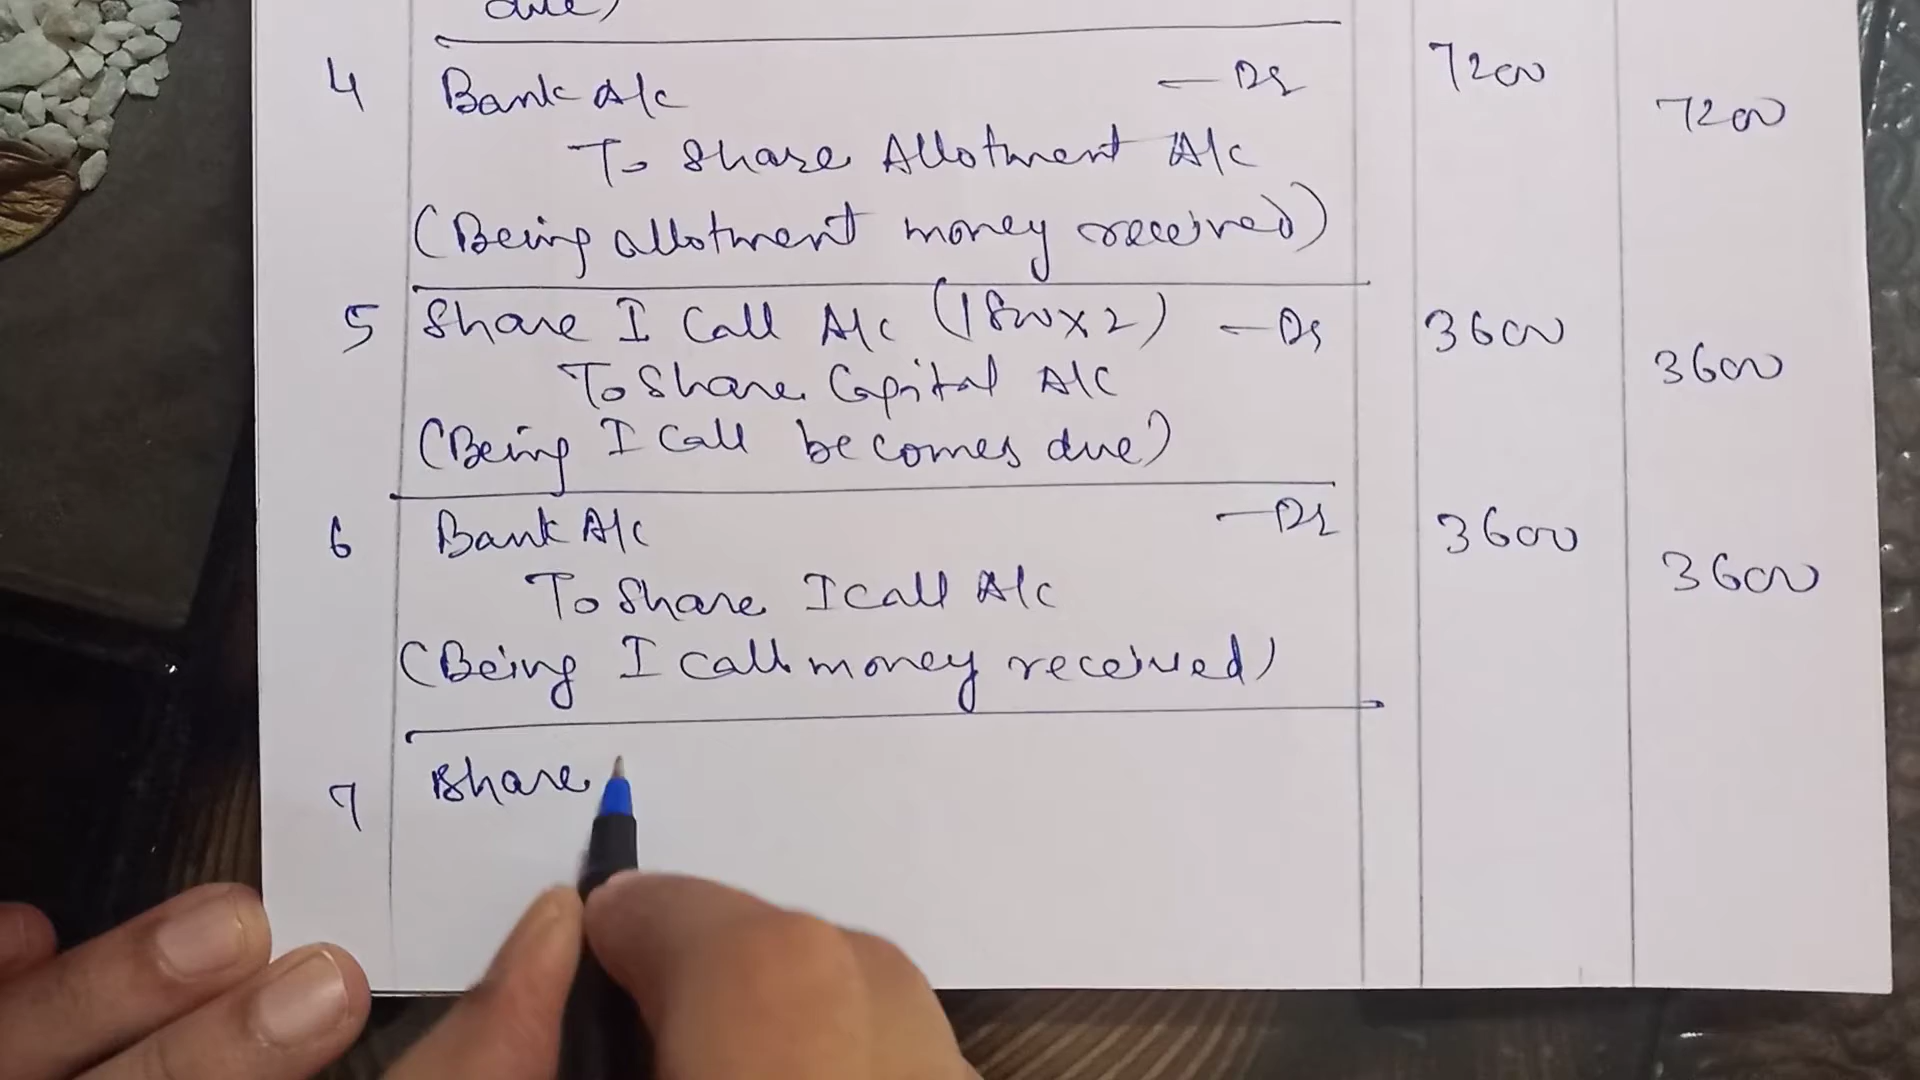 due)
4 Bank A/c — Dr 7200
To Share Allotment A/c 7200
(Being allotment money received)
5 Share I Call A/c (1800x2) — Dr 3600
To Share Capital A/C 3600
(Being I Call becomes due)
6 Bank A/c — Dr 3600
To Share I call A/c 3600
(Being I call money received)
7 Share